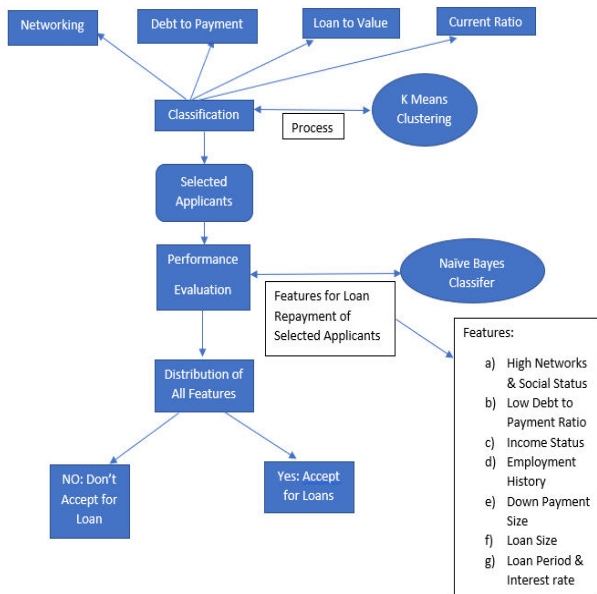 Networking
Debt to Payment
Loan to Value
Current Ratio
Classification
K Means
Clustering
Process
Selected
Applicants
Performance
Evaluation
Naïve Bayes
Classifer
Features for Loan
Repayment of
Selected Applicants
Features:
a) High Networks
& Social Status
b) Low Debt to
Payment Ratio
c) Income Status
d) Employment
History
e) Down Payment
Size
f) Loan Size
g) Loan Period &
Interest rate
Distribution of
All Features
NO: Don’t
Accept for
Loan
Yes: Accept
for Loans